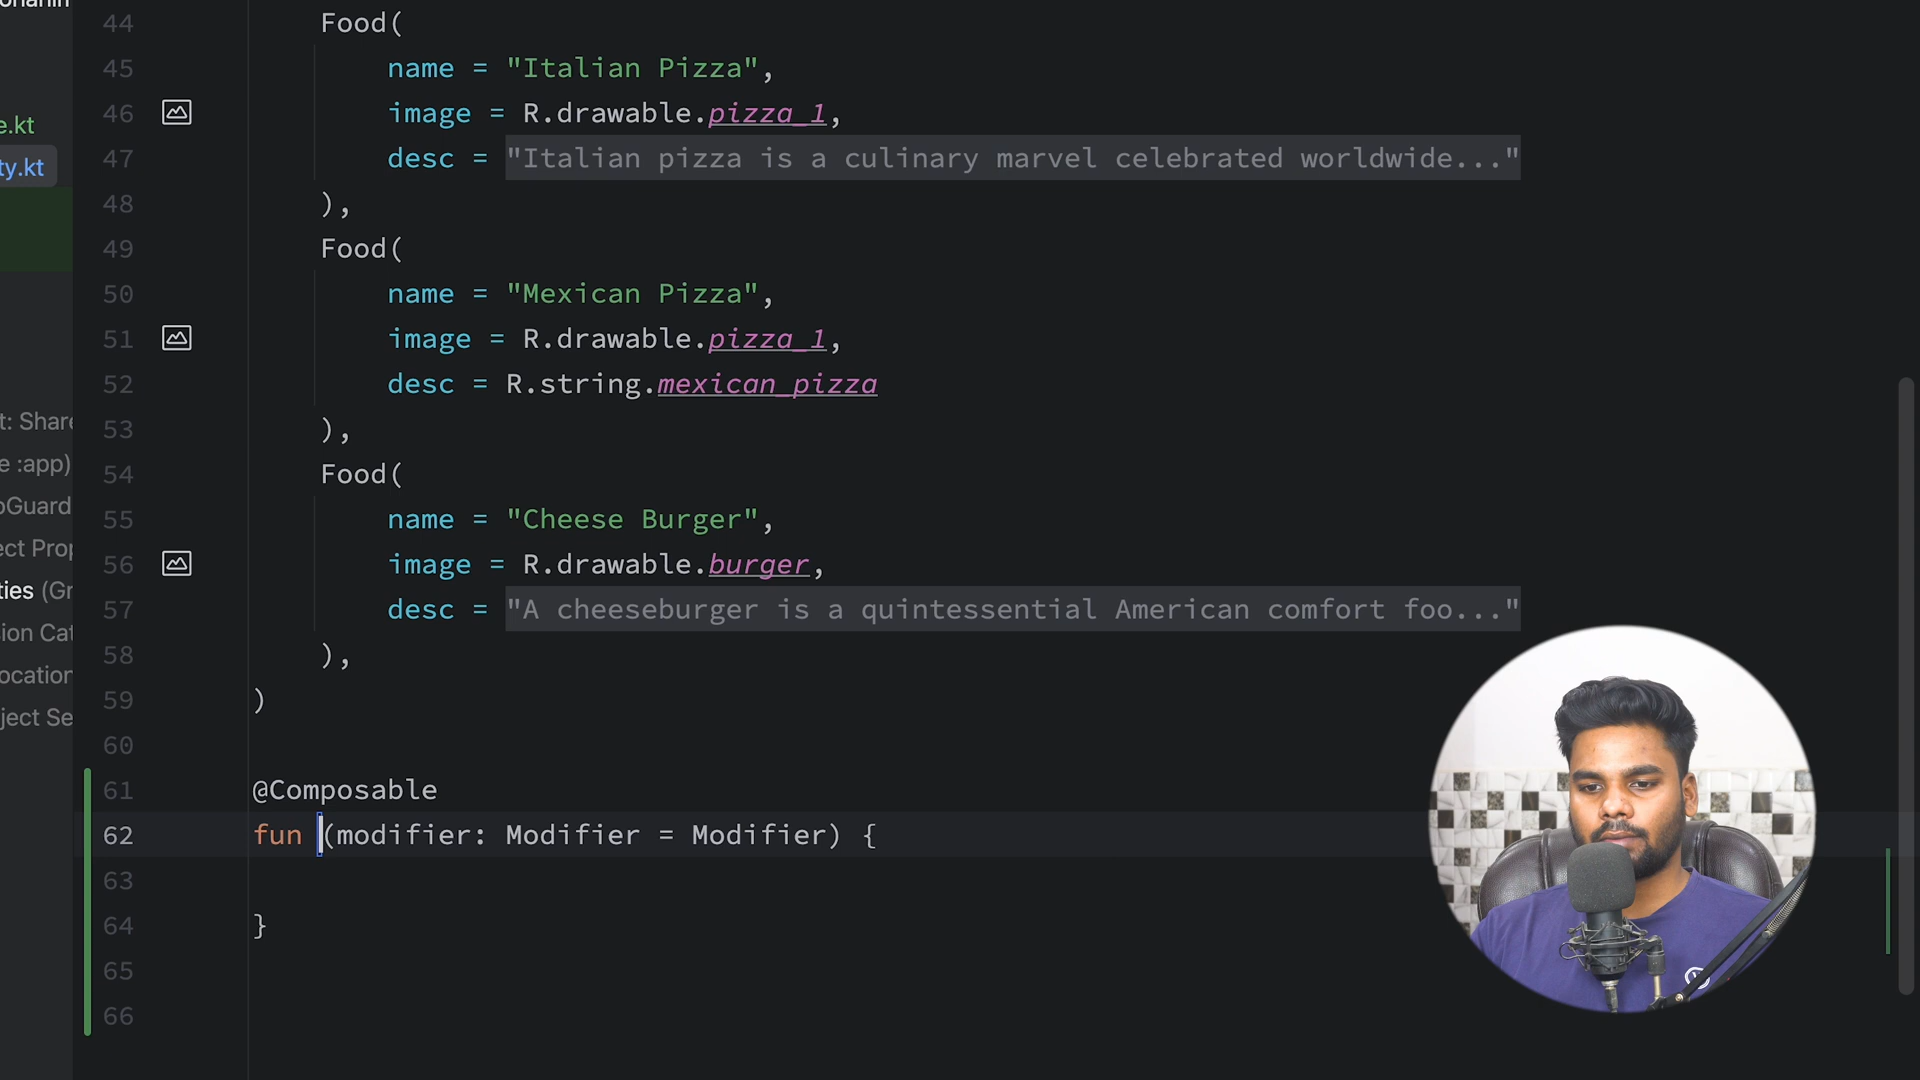 44 Food(
45 name = "Italian Pizza",
e.kt
46 image = R.drawable.pizza_1,
ty.kt
47 desc = "Italian pizza is a culinary marvel celebrated worldwide..."
48 ),
49 Food(
50 name = "Mexican Pizza",
51 image = R.drawable.pizza_1,
52 desc = R.string.mexican_pizza
t: Share
53 ),
e :app)
54 Food(
oGuard
55 name = "Cheese Burger",
ect Prop
56 image = R.drawable.burger,
ties (Gr
57 desc = "A cheeseburger is a quintessential American comfort foo..."
ion Cat
58 ),
ocation
59 )
ject Se
60
61 @Composable
62 fun (modifier: Modifier = Modifier) {
63
64 }
65
66